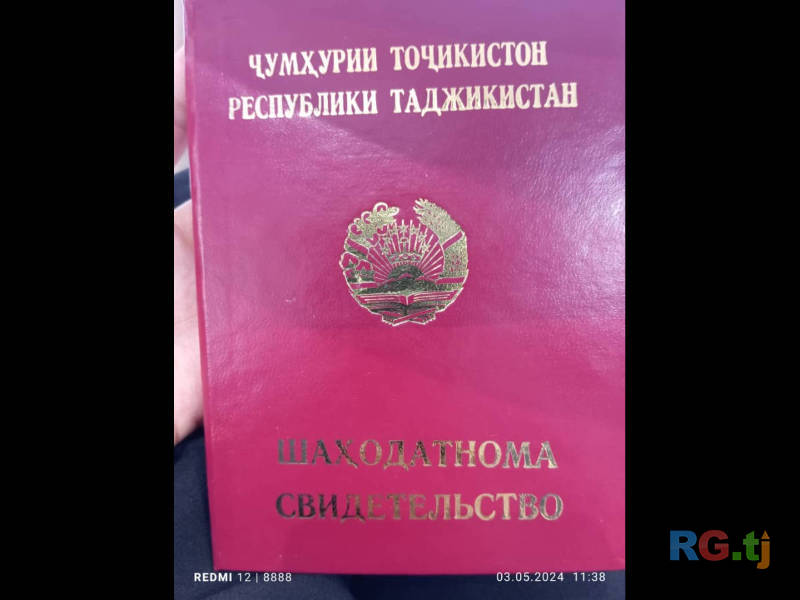 ҶУМҲУРИИ ТОҶИКИСТОН
РЕСПУБЛИКИ ТАДЖИКИСТАН
ШАҲОДАТНОМА
СВИДЕТЕЛЬСТВО
RG.tj
REDMI 12 | 8888
03.05.2024 11:38